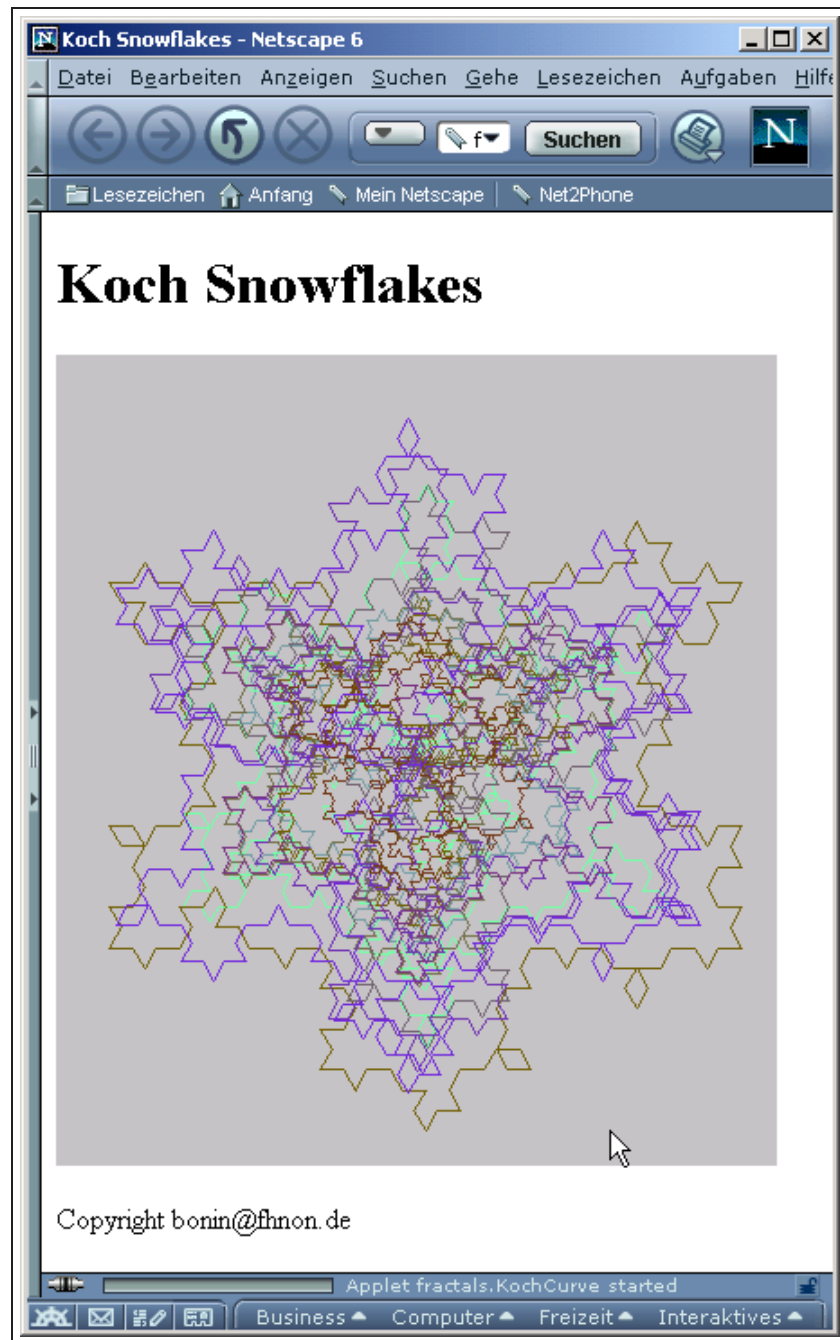 Koch Snowflakes - Netscape 6
Datei Bearbeiten Anzeigen Suchen Gehe Lesezeichen Aufgaben Hilfe
f Suchen N
Lesezeichen Anfang Mein Netscape Net2Phone
Koch Snowflakes
Copyright bonin@fhnon.de
Applet fractals.KochCurve started
Business Computer Freizeit Interaktives